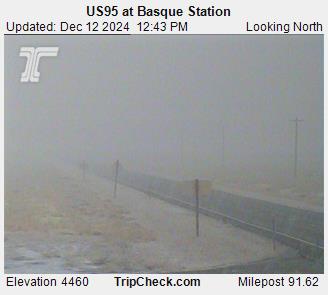 US95 at Basque Station
Updated: Dec 12 2024 12:43 PM Looking North
Elevation 4460 TripCheck.com Milepost 91.62